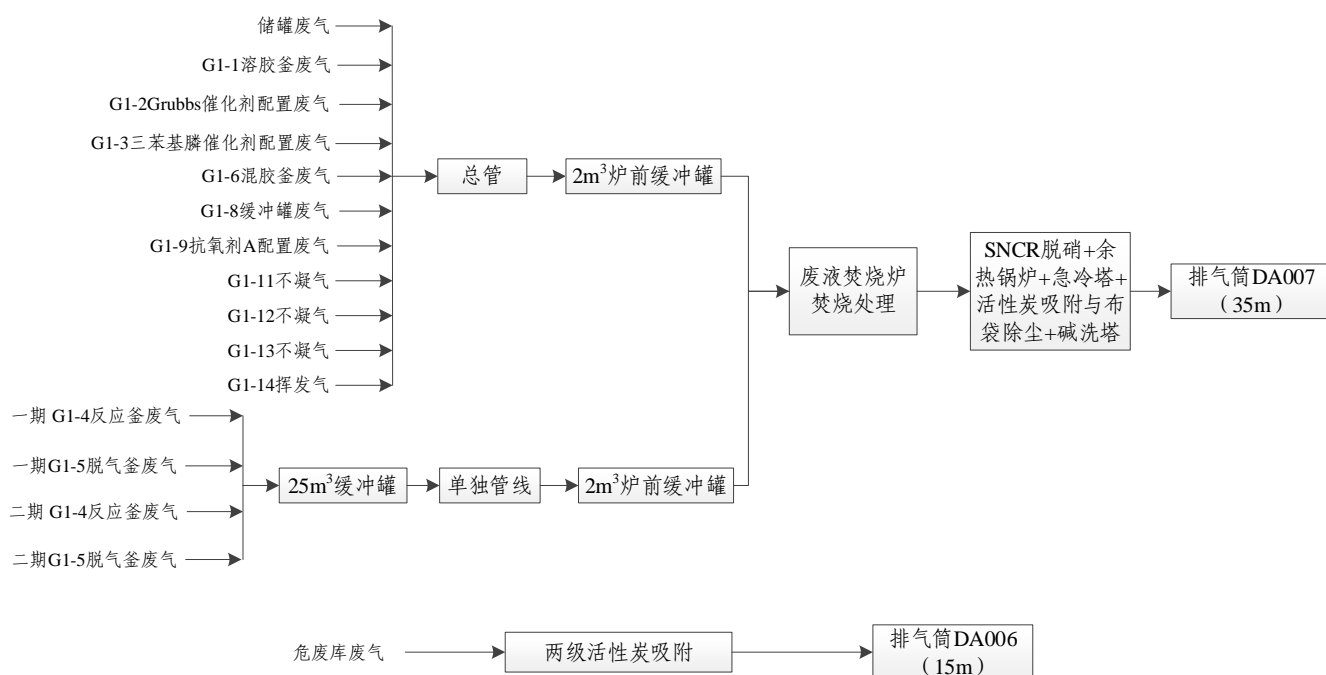 储罐废气
G1-1溶胶釜废气
G1-2Grubbs催化剂配置废气
G1-3三苯基膦催化剂配置废气
G1-6混胶釜废气
G1-8缓冲罐废气
G1-9抗氧剂A配置废气
G1-11不凝气
G1-12不凝气
G1-13不凝气
G1-14挥发气
总管
2m³炉前缓冲罐
一期 G1-4反应釜废气
一期G1-5脱气釜废气
二期 G1-4反应釜废气
二期G1-5脱气釜废气
25m³缓冲罐
单独管线
2m³炉前缓冲罐
废液焚烧炉
焚烧处理
SNCR脱硝+余
热锅炉+急冷塔+
活性炭吸附与布
袋除尘+碱洗塔
排气筒DA007
（35m）
危废库废气
两级活性炭吸附
排气筒DA006
（15m）